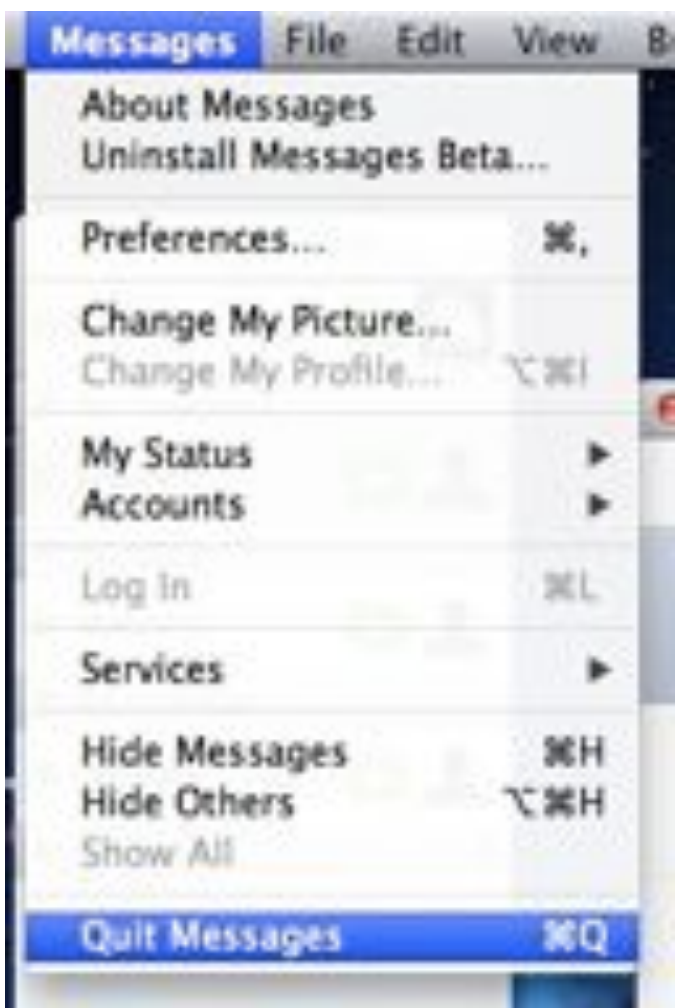 Messages File Edit View
About Messages
Uninstall Messages Beta...
Preferences... ⌘,
Change My Picture...
Change My Profile... ⌥⌘I
My Status ▶
Accounts ▶
Log In ⌘L
Services ▶
Hide Messages ⌘H
Hide Others ⌥⌘H
Show All
Quit Messages ⌘Q